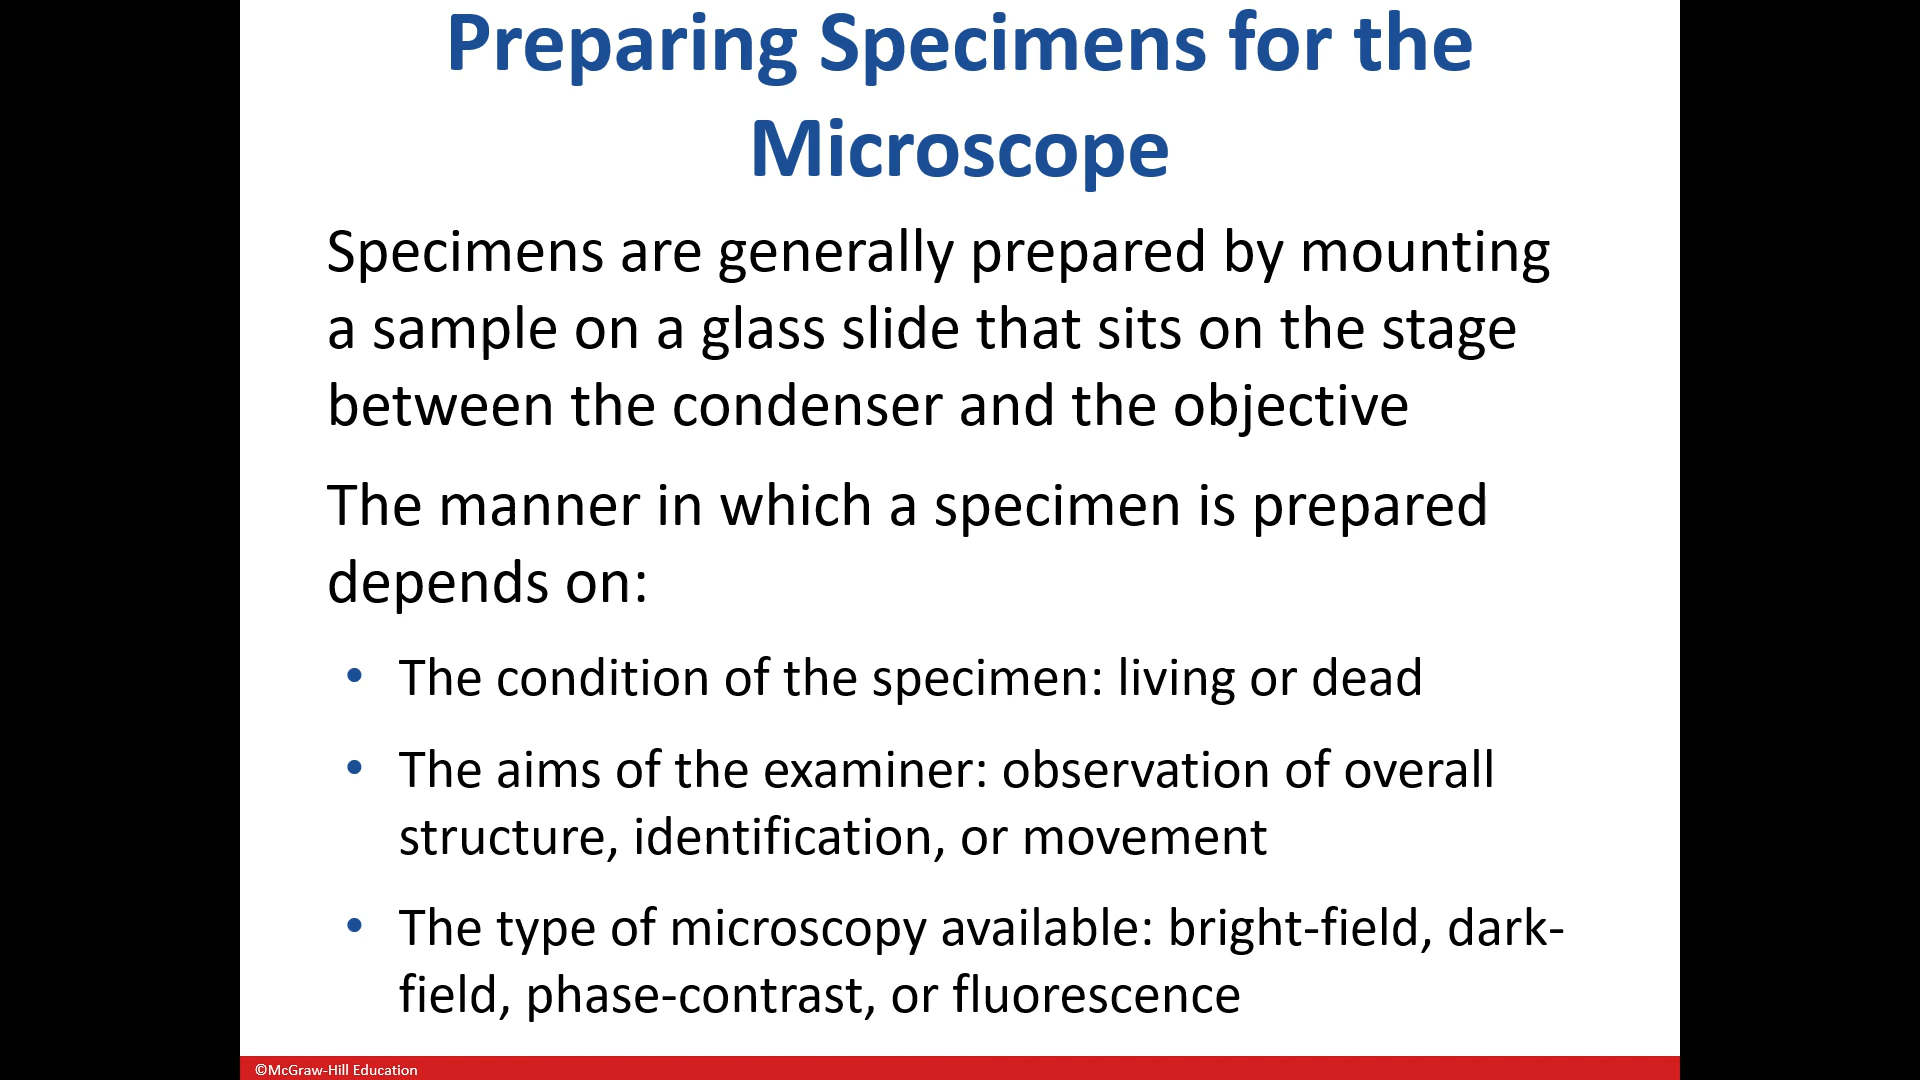 Preparing Specimens for the
Microscope
Specimens are generally prepared by mounting
a sample on a glass slide that sits on the stage
between the condenser and the objective
The manner in which a specimen is prepared
depends on:
• The condition of the specimen: living or dead
• The aims of the examiner: observation of overall
structure, identification, or movement
• The type of microscopy available: bright-field, dark-
field, phase-contrast, or fluorescence
©McGraw-Hill Education